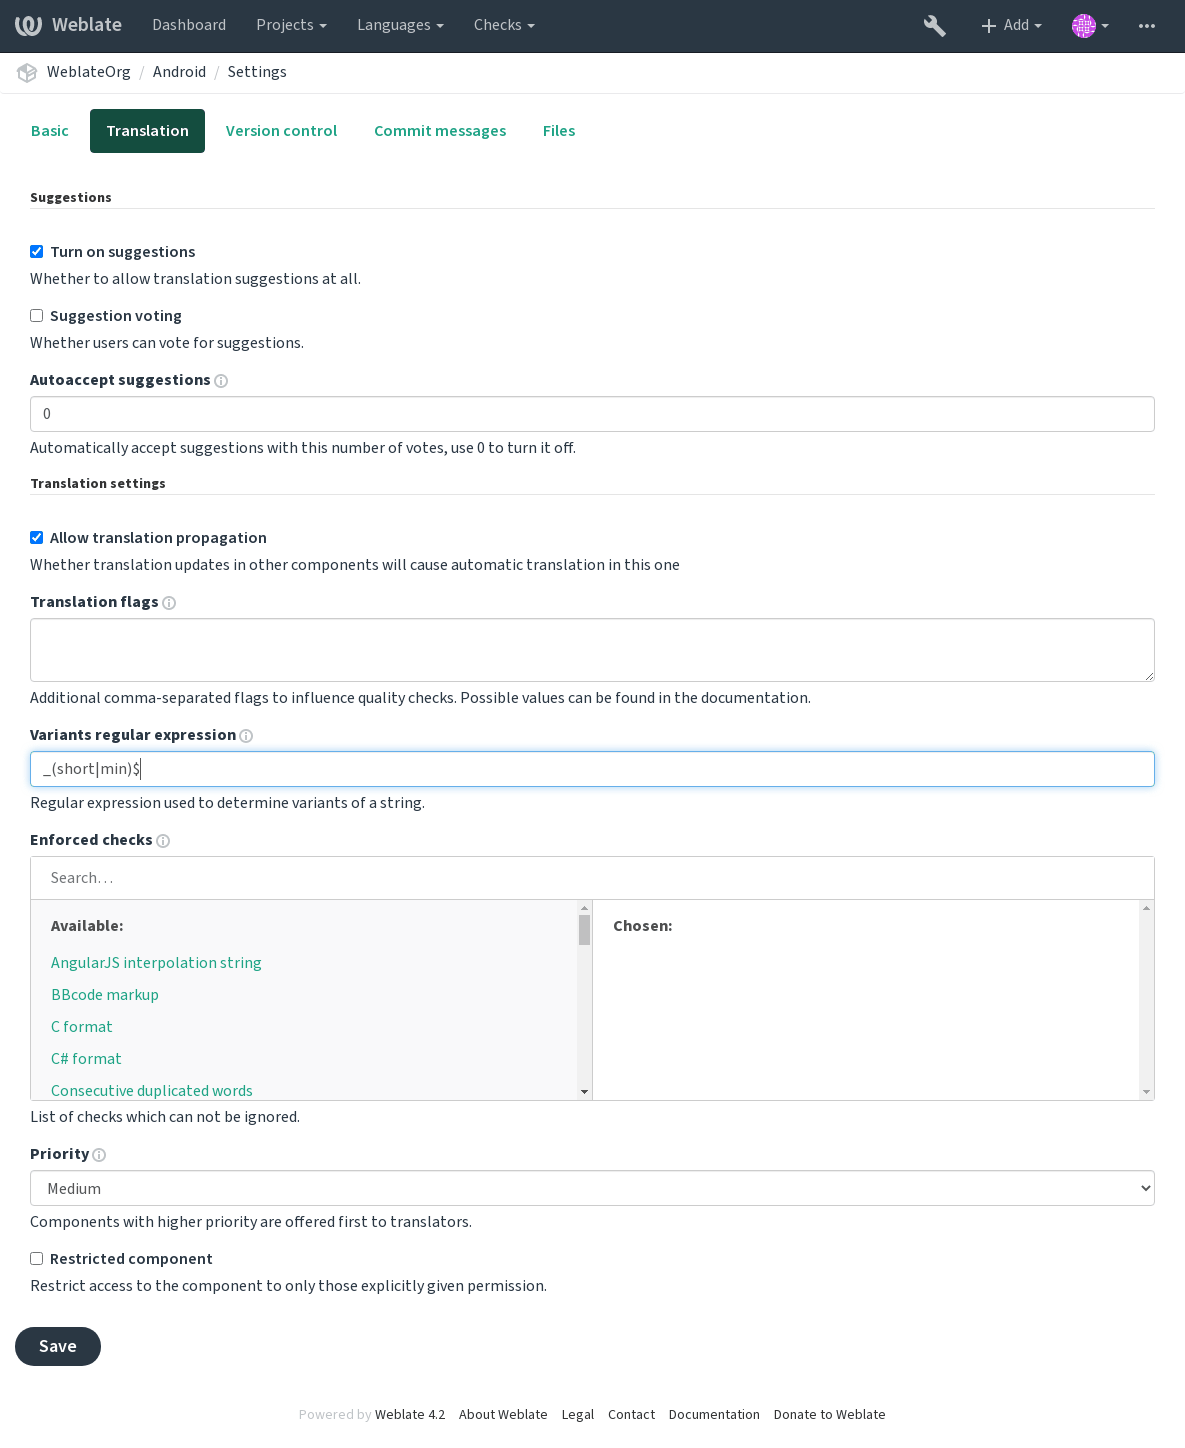 Weblate Dashboard Projects Languages Checks Add
WeblateOrg / Android / Settings
Basic Translation Version control Commit messages Files
Suggestions
Turn on suggestions
Whether to allow translation suggestions at all.
Suggestion voting
Whether users can vote for suggestions.
Autoaccept suggestions
0
Automatically accept suggestions with this number of votes, use 0 to turn it off.
Translation settings
Allow translation propagation
Whether translation updates in other components will cause automatic translation in this one
Translation flags
Additional comma-separated flags to influence quality checks. Possible values can be found in the documentation.
Variants regular expression
_(short|min)$
Regular expression used to determine variants of a string.
Enforced checks
Search…
Available: Chosen:
AngularJS interpolation string
BBcode markup
C format
C# format
Consecutive duplicated words
List of checks which can not be ignored.
Priority
Medium
Components with higher priority are offered first to translators.
Restricted component
Restrict access to the component to only those explicitly given permission.
Save
Powered by Weblate 4.2 About Weblate Legal Contact Documentation Donate to Weblate